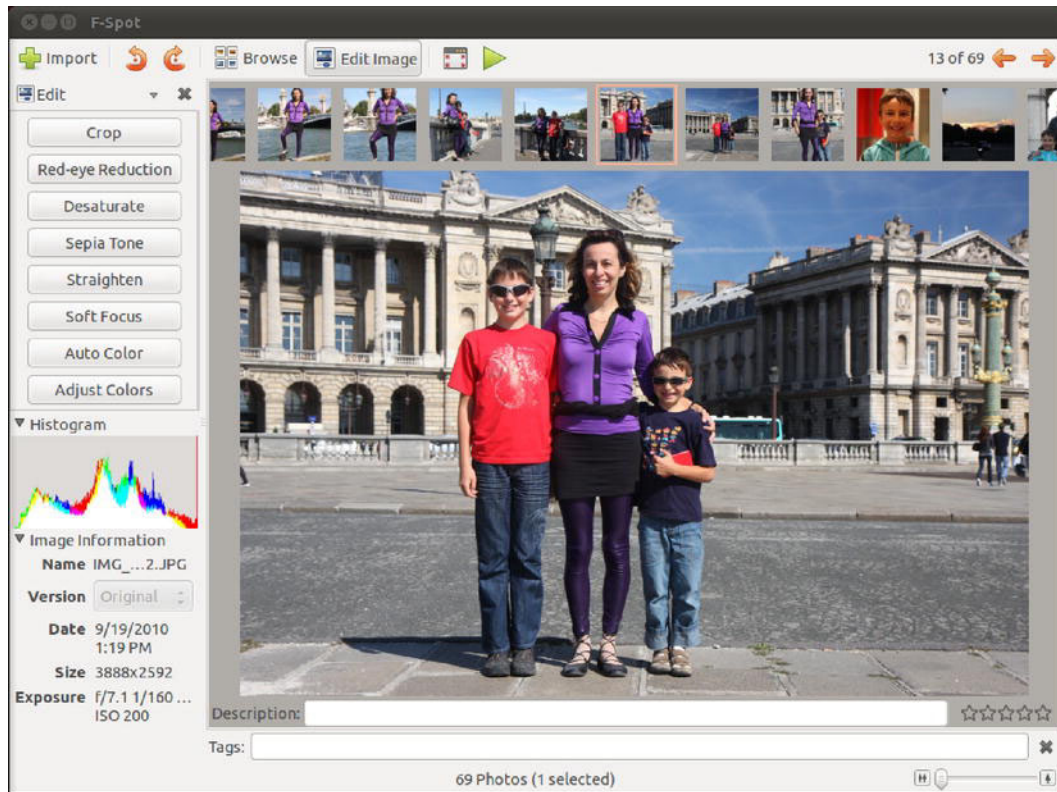 F-Spot
Import
Browse
Edit Image
13 of 69
Edit
Crop
Red-eye Reduction
Desaturate
Sepia Tone
Straighten
Soft Focus
Auto Color
Adjust Colors
Histogram
Image Information
Name IMG_...2.JPG
Version Original
Date 9/19/2010
1:19 PM
Size 3888x2592
Exposure f/7.1 1/160 ...
ISO 200
Description:
Tags:
69 Photos (1 selected)